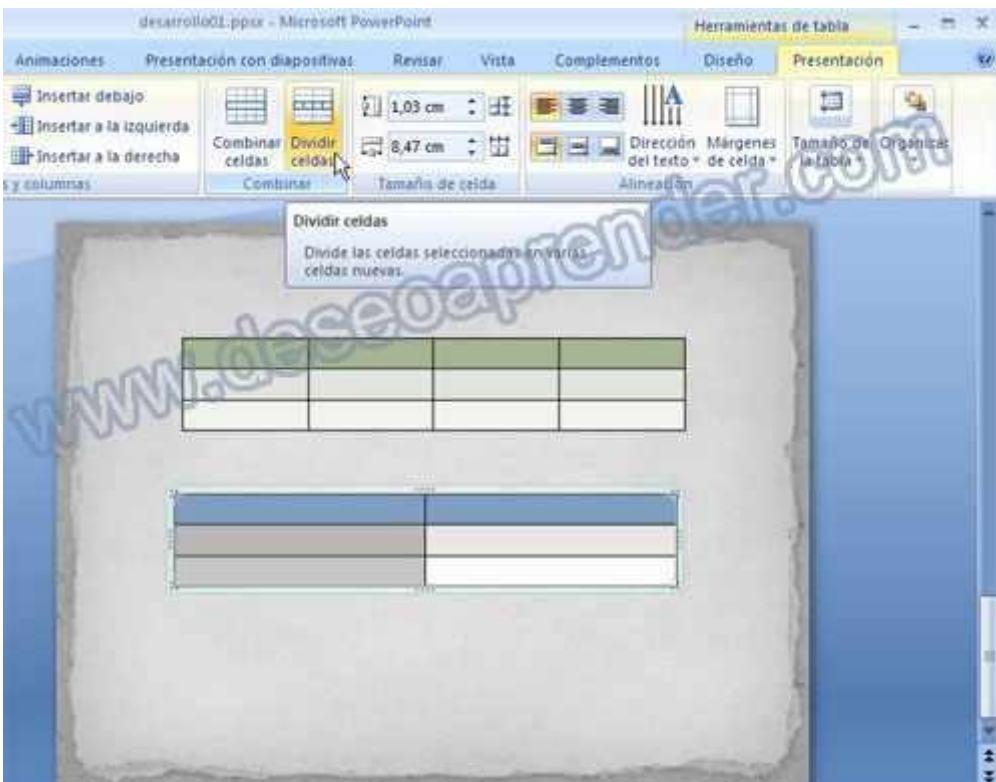 desarrollo01.ppsx - Microsoft PowerPoint
Herramientas de tabla
Animaciones Presentación con diapositivas Revisar Vista Complementos Diseño Presentación
Insertar debajo
Insertar a la izquierda
Insertar a la derecha
s y columnas
Combinar celdas
Dividir celdas
Combinar
1,03 cm
8,47 cm
Tamaño de celda
Dirección del texto
Márgenes de celda
Alineación
Tamaño de la tabla
Organizar
Dividir celdas
Divide las celdas seleccionadas en varias
celdas nuevas.
www.deseoaprender.com